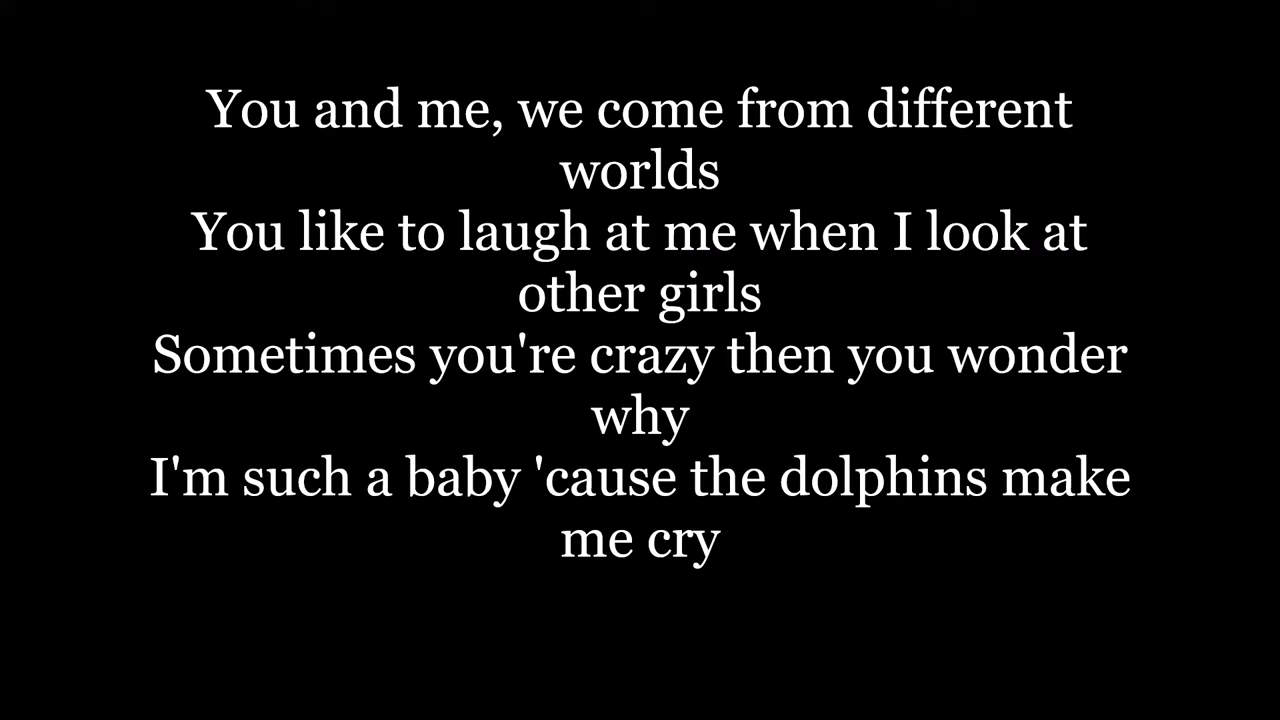 You and me, we come from different
worlds
You like to laugh at me when I look at
other girls
Sometimes you're crazy then you wonder
why
I'm such a baby 'cause the dolphins make
me cry